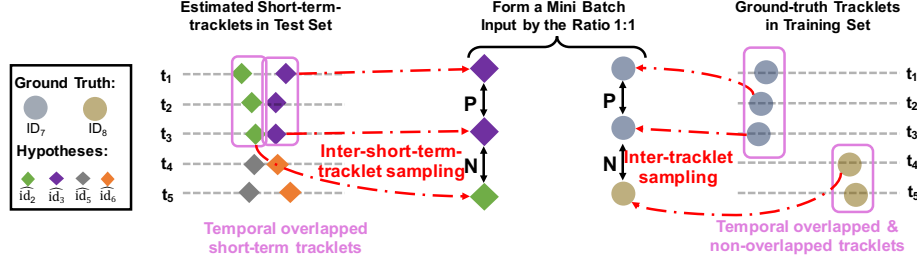 Estimated Short-term-
tracklets in Test Set
Form a Mini Batch
Input by the Ratio 1:1
Ground-truth Tracklets
in Training Set
Ground Truth:
ID7
ID8
Hypotheses:
id2
id3
id5
id6
t1
t2
t3
t4
t5
P
N
P
N
Inter-short-term-
tracklet sampling
Inter-tracklet
sampling
t1
t2
t3
t4
t5
Temporal overlapped
short-term tracklets
Temporal overlapped &
non-overlapped tracklets